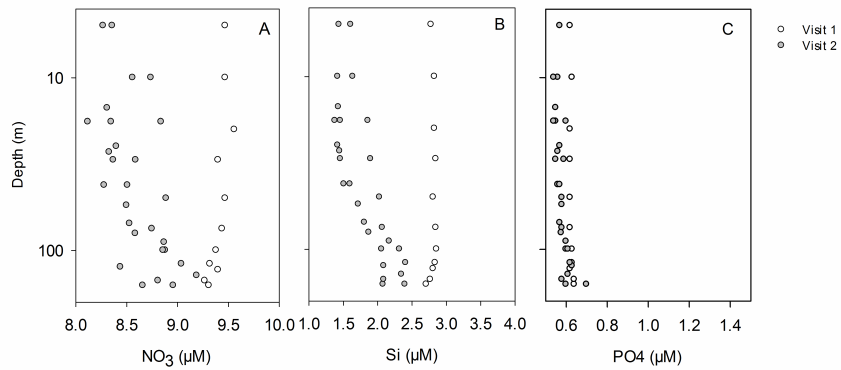 A
B
C
Visit 1
Visit 2
10
100
Depth (m)
8.0 8.5 9.0 9.5 10.0
1.0 1.5 2.0 2.5 3.0 3.5 4.0
0.6 0.8 1.0 1.2 1.4
NO3 (µM)
Si (µM)
PO4 (µM)